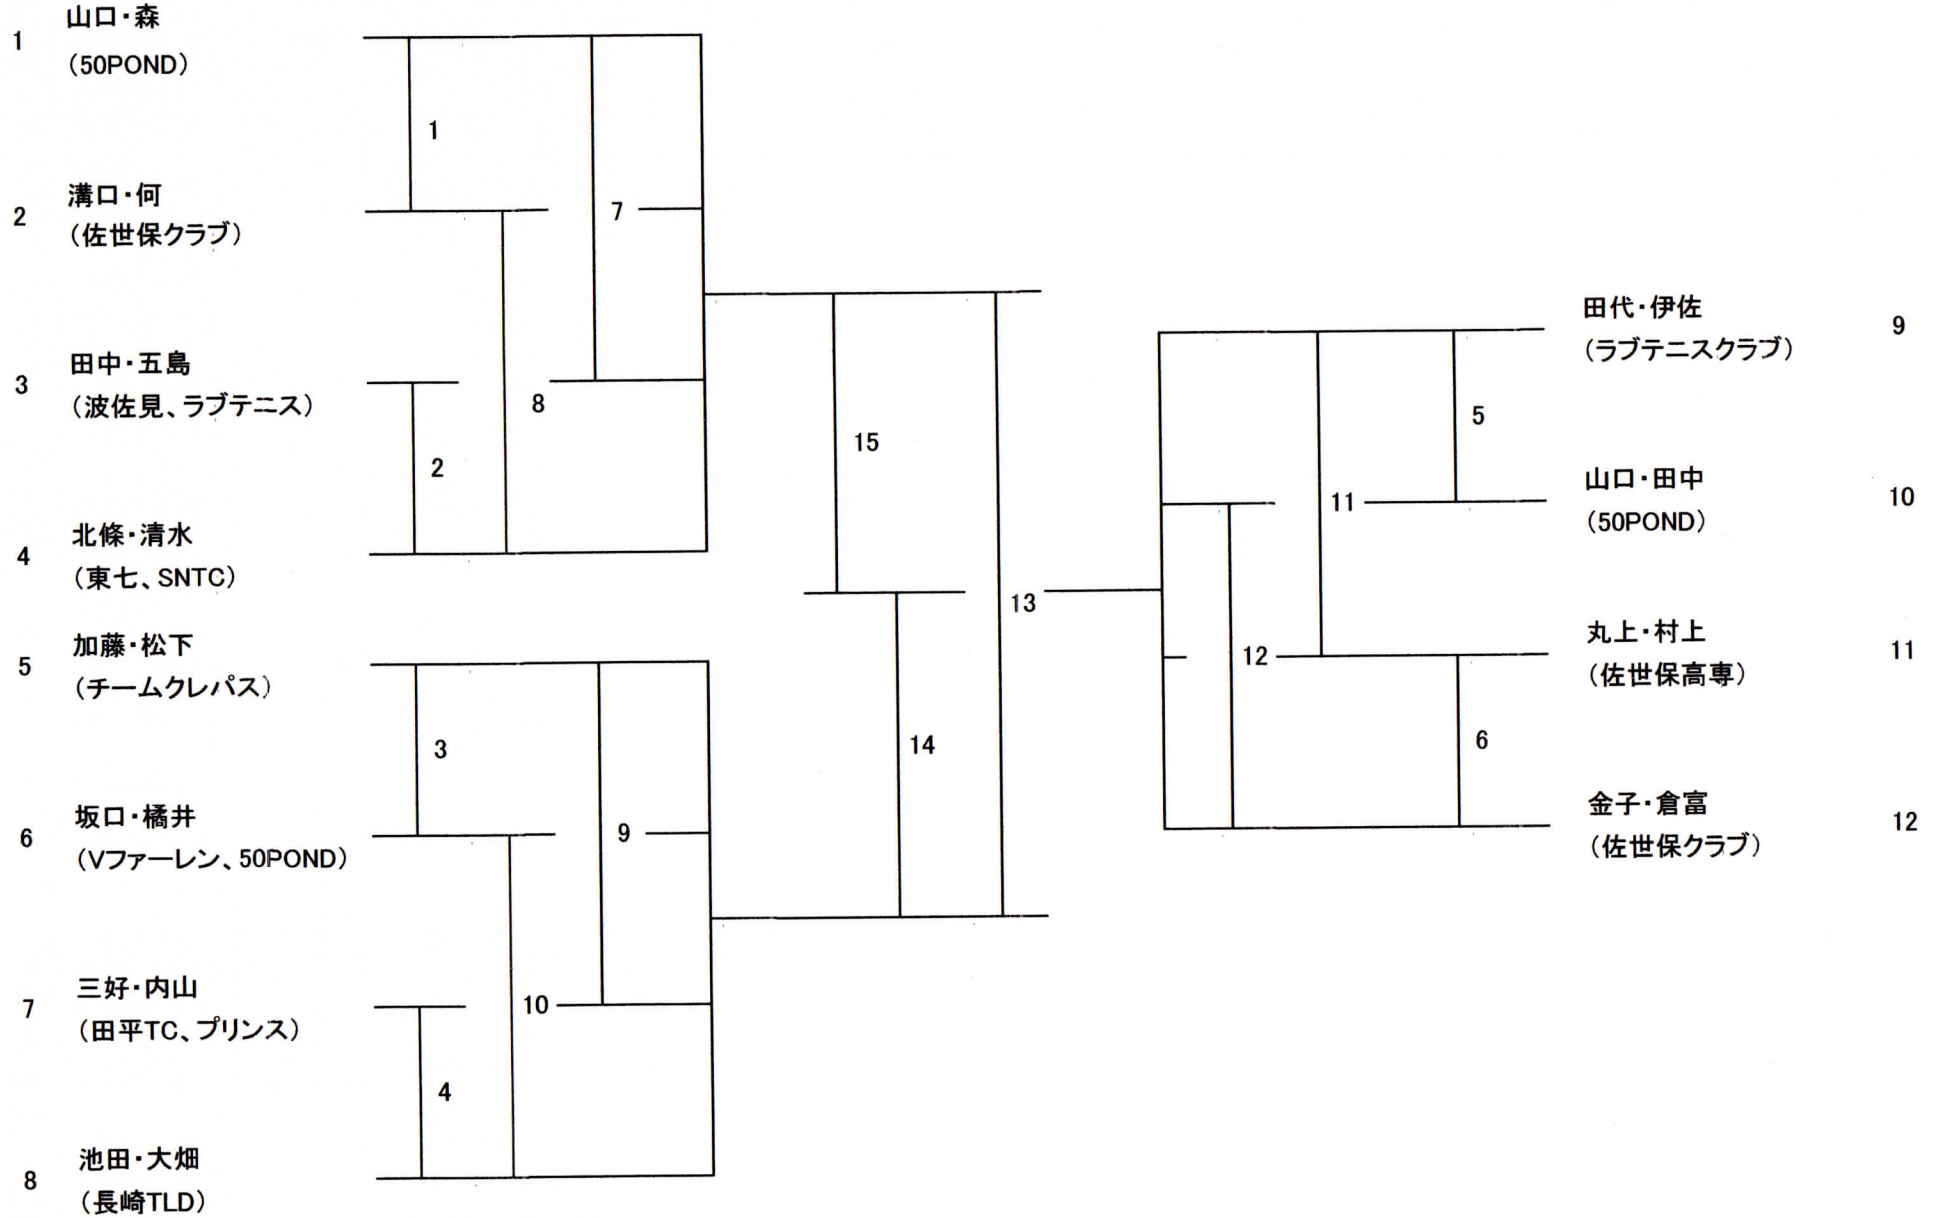 1
山口・森
(50POND)
2
溝口・何
(佐世保クラブ)
3
田中・五島
(波佐見、ラブテニス)
4
北條・清水
(東七、SNTC)
5
加藤・松下
(チームクレパス)
6
坂口・橘井
(Vファーレン、50POND)
7
三好・内山
(田平TC、プリンス)
8
池田・大畑
(長崎TLD)
1
7
8
2
3
9
10
4
15
13
14
田代・伊佐
(ラブテニスクラブ)
9
山口・田中
(50POND)
10
丸上・村上
(佐世保高専)
11
金子・倉富
(佐世保クラブ)
12
5
11
12
6